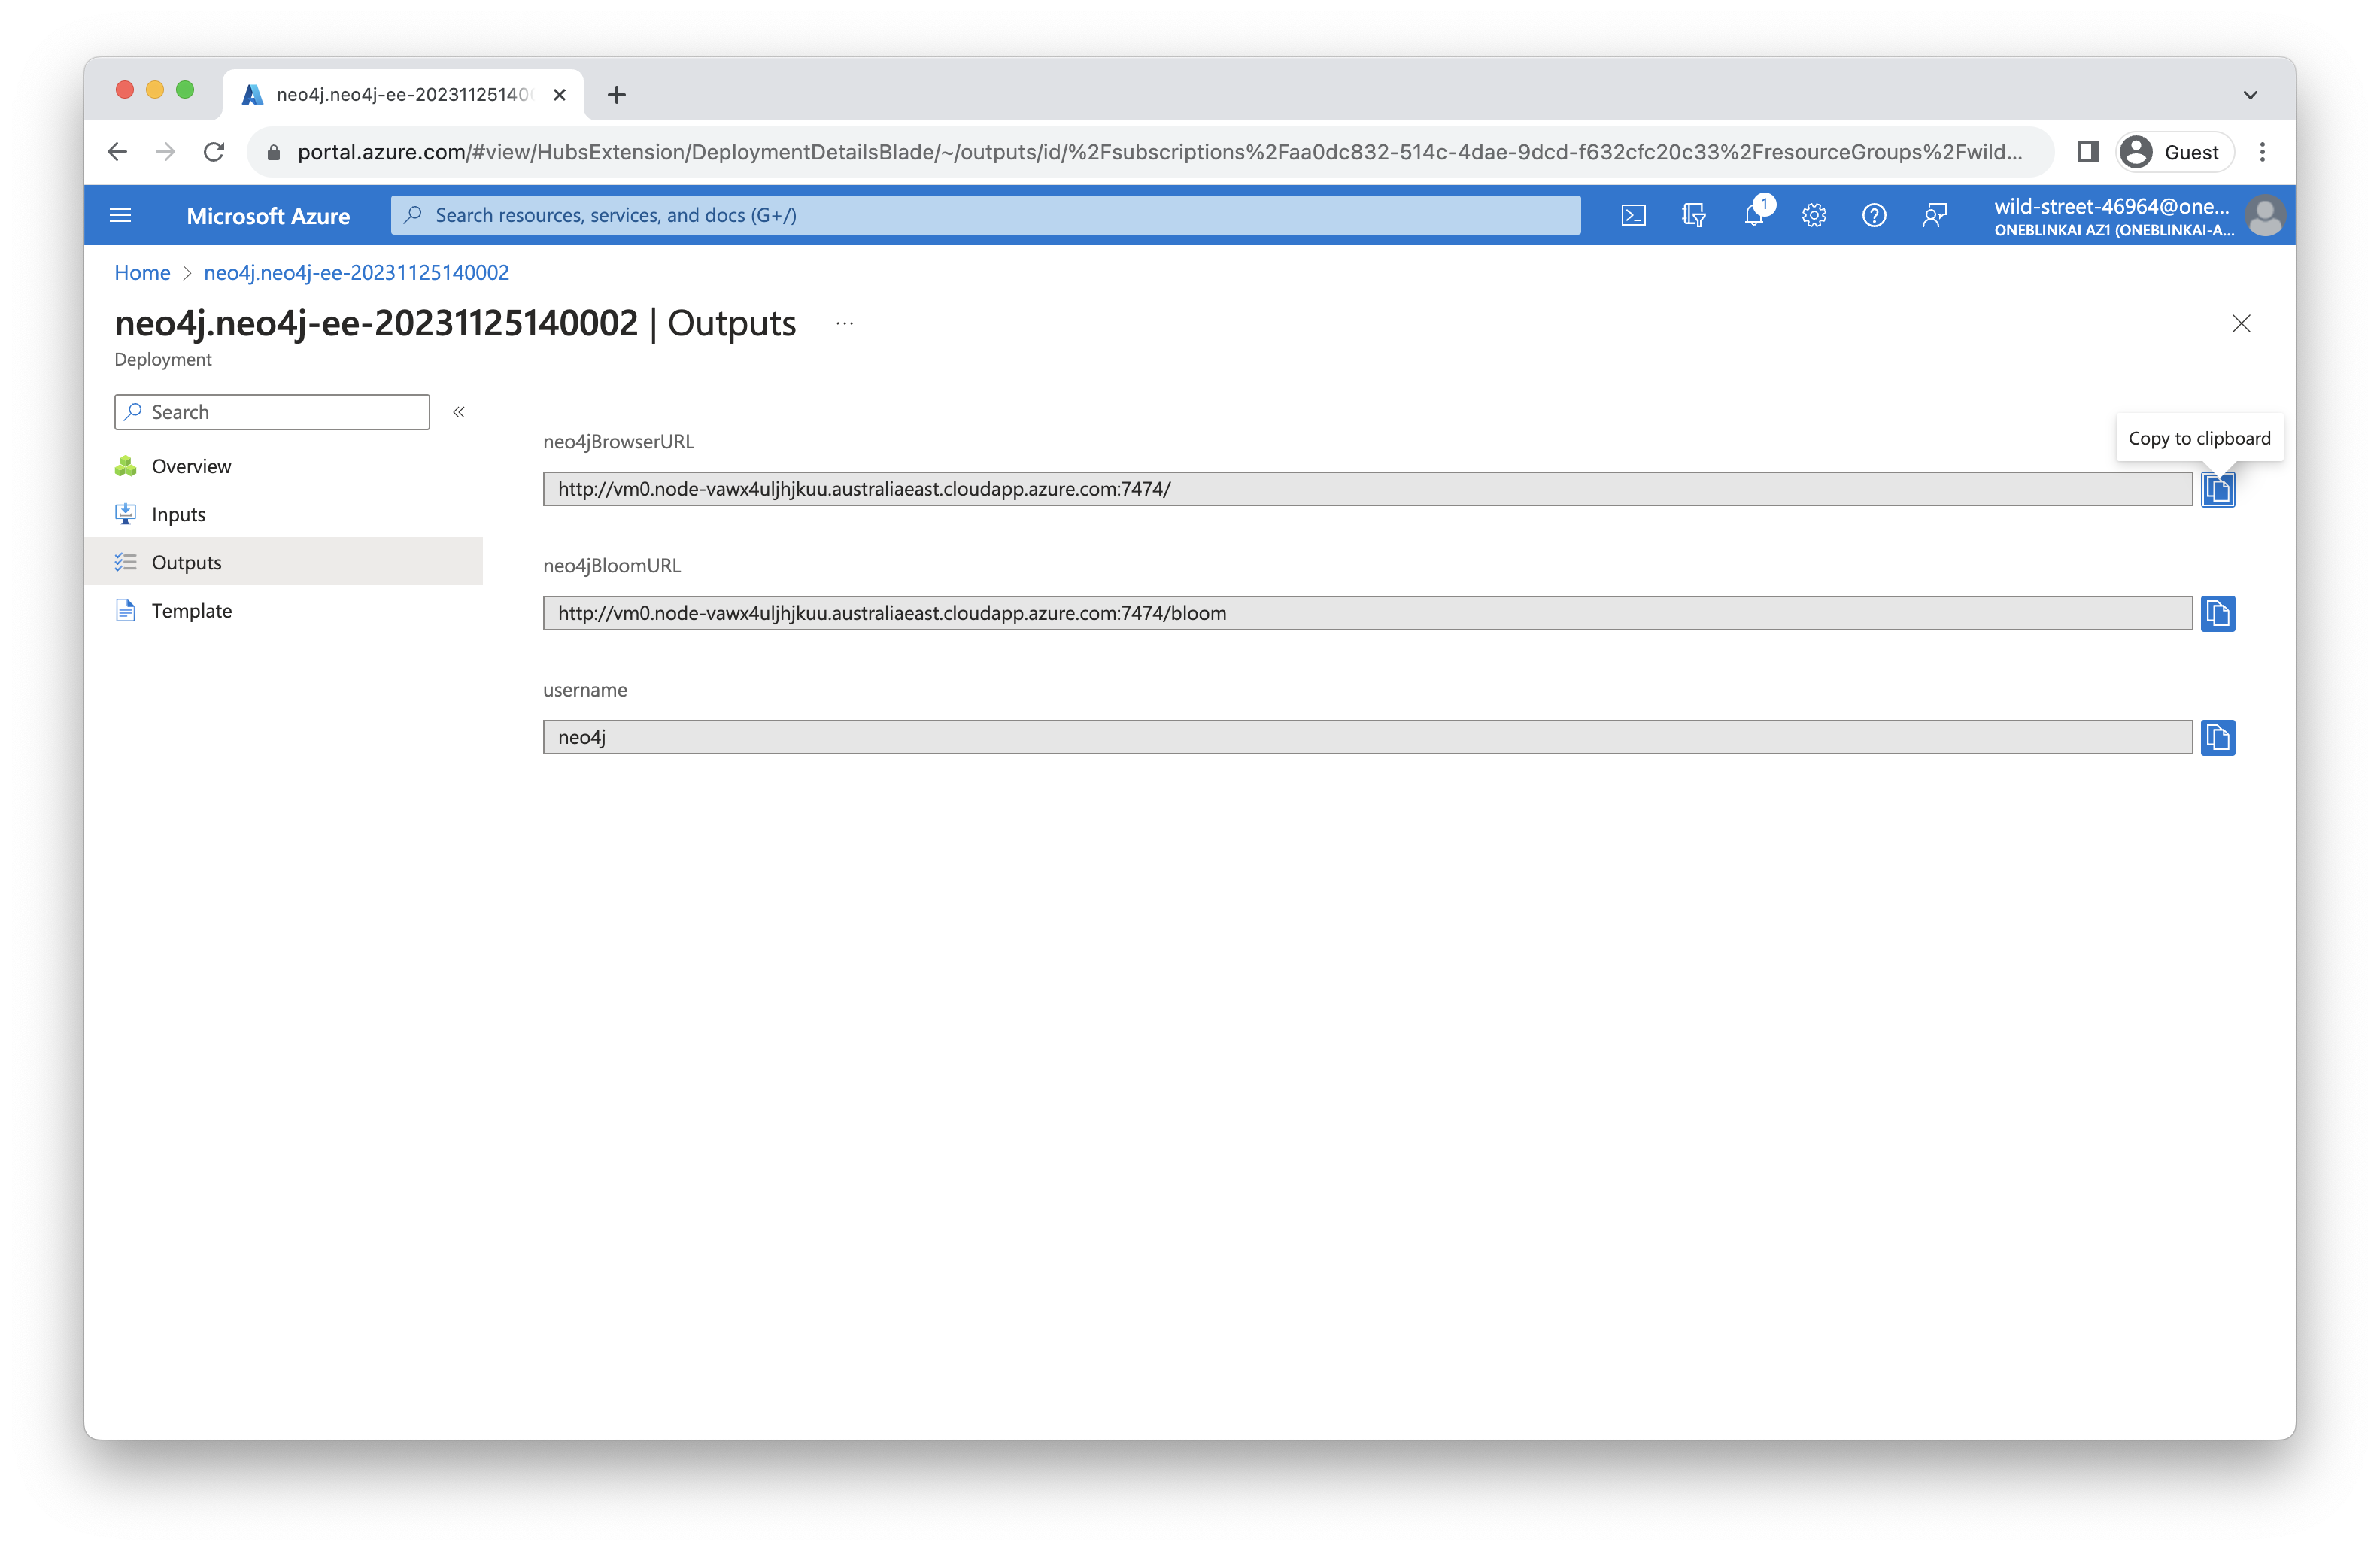 neo4j.neo4j-ee-202311251400
portal.azure.com/#view/HubsExtension/DeploymentDetailsBlade/~/outputs/id/%2Fsubscriptions%2Faa0dc832-514c-4dae-9dcd-f632cfc20c33%2FresourceGroups%2Fwild...
Guest
Microsoft Azure
Search resources, services, and docs (G+/)
1
wild-street-46964@one...
ONEBLINKAI AZ1 (ONEBLINKAI-A...
Home > neo4j.neo4j-ee-20231125140002
neo4j.neo4j-ee-20231125140002 | Outputs ...
Deployment
Search
Overview
Inputs
Outputs
Template
Copy to clipboard
neo4jBrowserURL
http://vm0.node-vawx4uljhjkuu.australiaeast.cloudapp.azure.com:7474/
neo4jBloomURL
http://vm0.node-vawx4uljhjkuu.australiaeast.cloudapp.azure.com:7474/bloom
username
neo4j